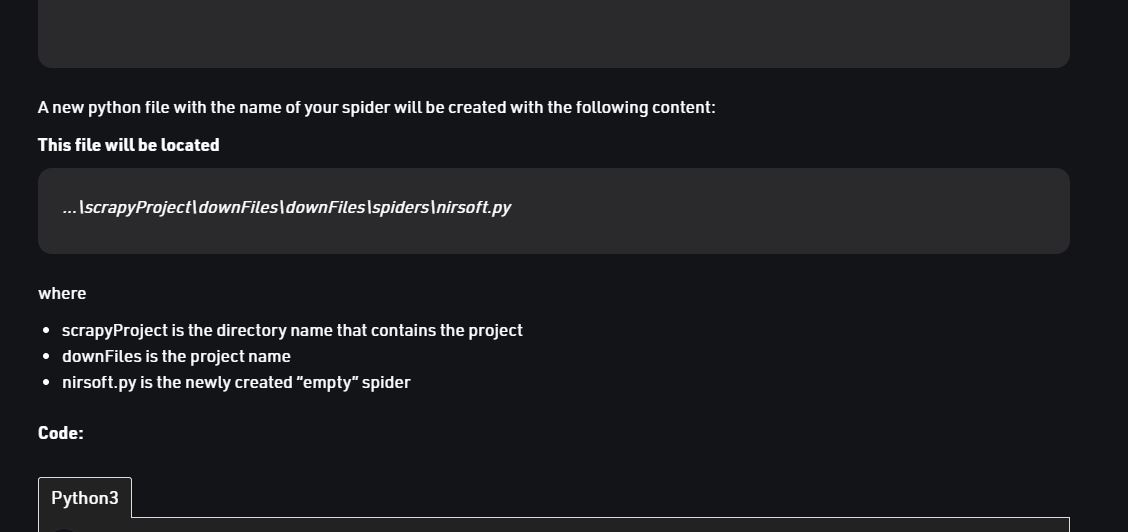 A new python file with the name of your spider will be created with the following content:
This file will be located
...\scrapyProject\downFiles\downFiles\spiders\nirsoft.py
where
• scrapyProject is the directory name that contains the project
• downFiles is the project name
• nirsoft.py is the newly created “empty” spider
Code:
Python3